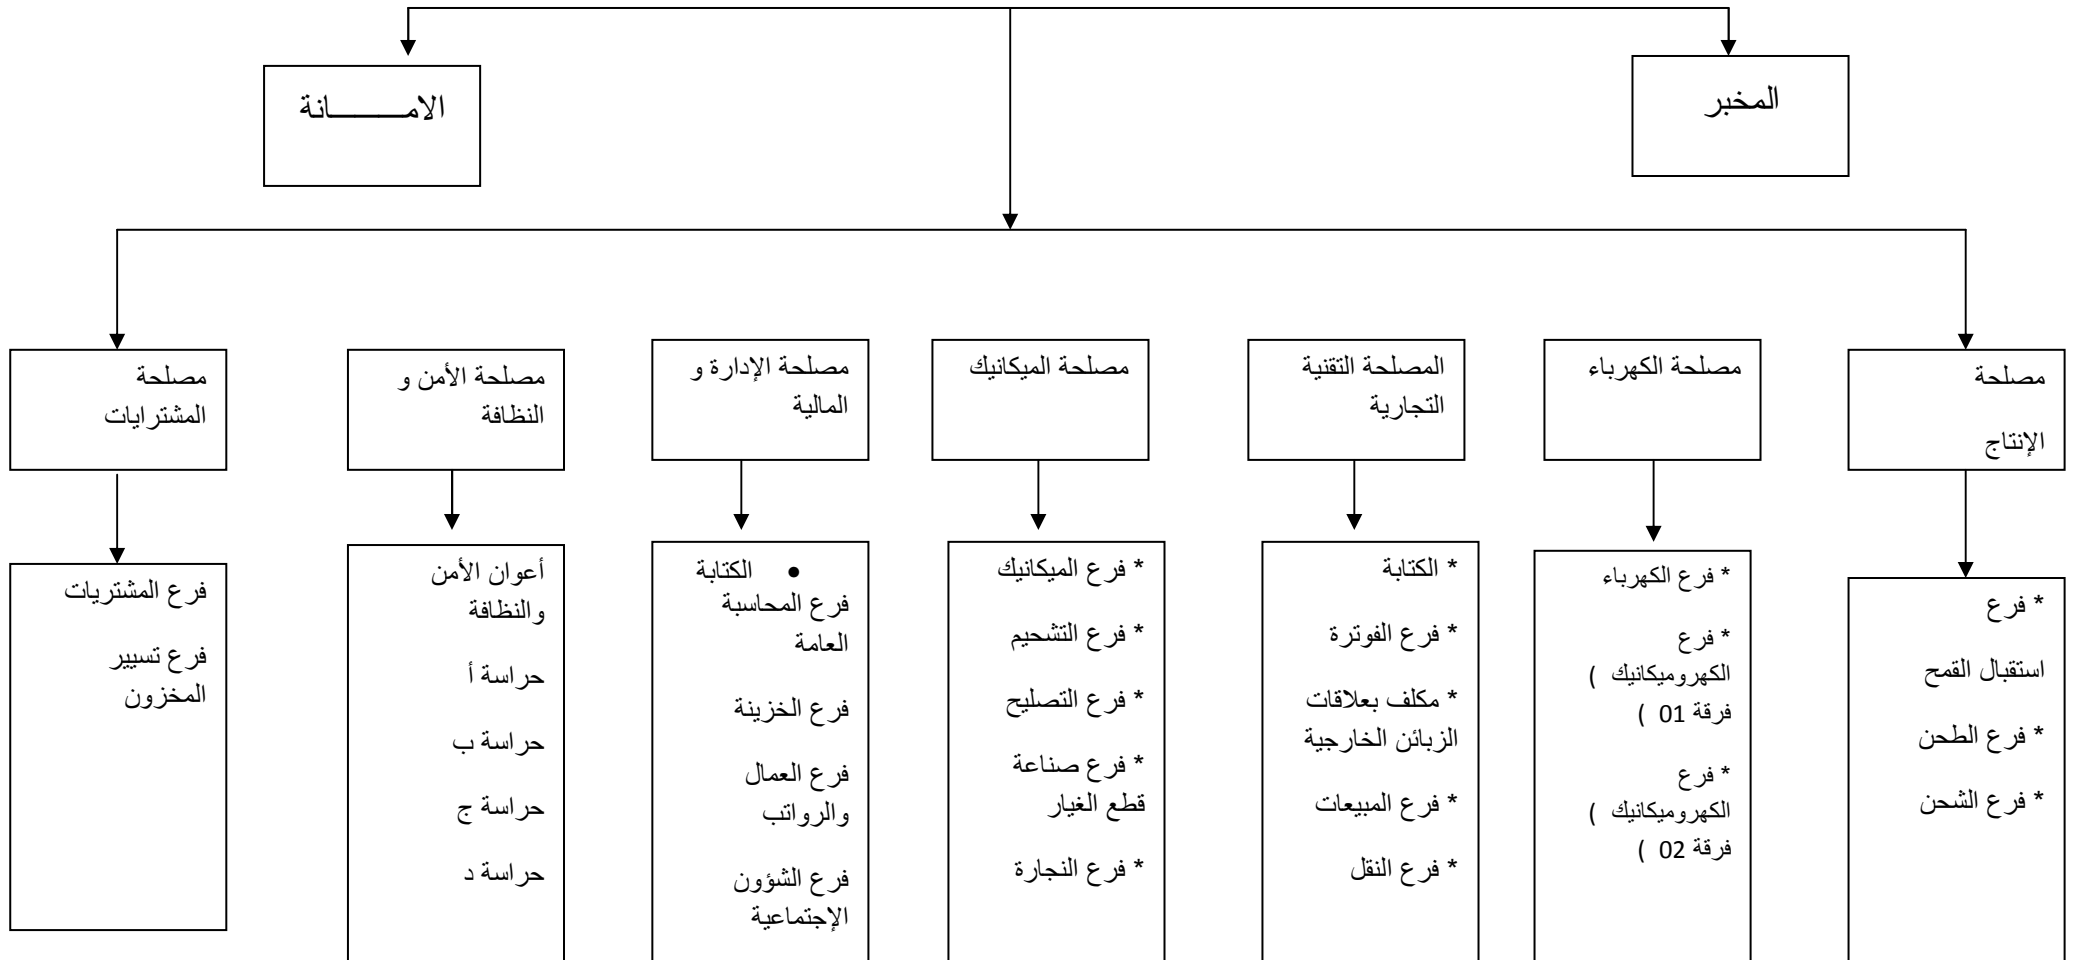 المخبر
الامـــــــــانة
مصلحة
الإنتاج
مصلحة الكهرباء
المصلحة التقنية
التجارية
مصلحة الميكانيك
مصلحة الإدارة و
المالية
مصلحة الأمن و
النظافة
مصلحة
المشترايات
* فرع
استقبال القمح
* فرع الطحن
* فرع الشحن
* فرع الكهرباء
* فرع
الكهروميكانيك (
فرقة 01 )
* فرع
الكهروميكانيك (
فرقة 02 )
* الكتابة
* فرع الفوترة
* مكلف بعلاقات
الزبائن الخارجية
* فرع المبيعات
* فرع النقل
* فرع الميكانيك
* فرع التشحيم
* فرع التصليح
* فرع صناعة
قطع الغيار
* فرع النجارة
• الكتابة
فرع المحاسبة
العامة
فرع الخزينة
فرع العمال
والرواتب
فرع الشؤون
الإجتماعية
أعوان الأمن
والنظافة
حراسة أ
حراسة ب
حراسة ج
حراسة د
فرع المشتريات
فرع تسيير
المخزون